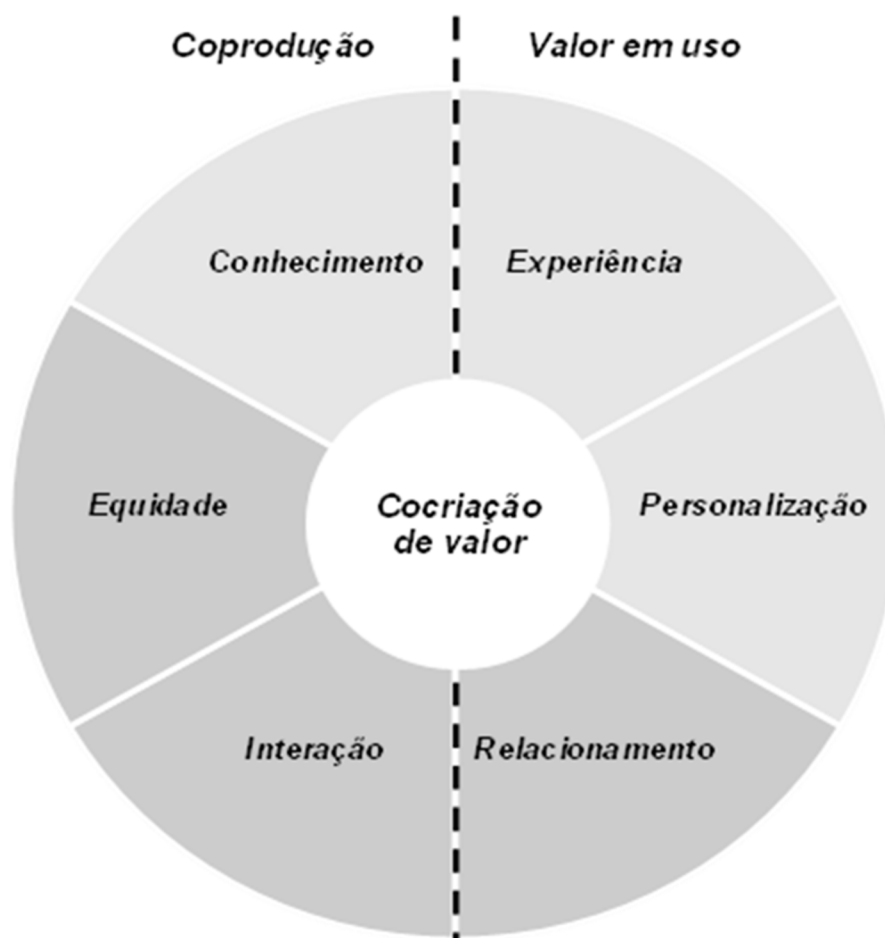 Coprodução
Valor em uso
Conhecimento
Experiência
Equidade
Cocriação
de valor
Personalização
Interação
Relacionamento